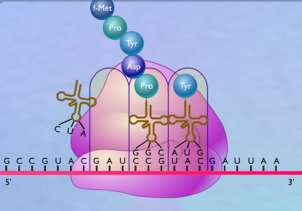 f-Met
Pro
Tyr
Asp
Pro Tyr
C U A
G G C A U G
G C C G U A C G A U C C G U A C G A U U A A
5' 3'